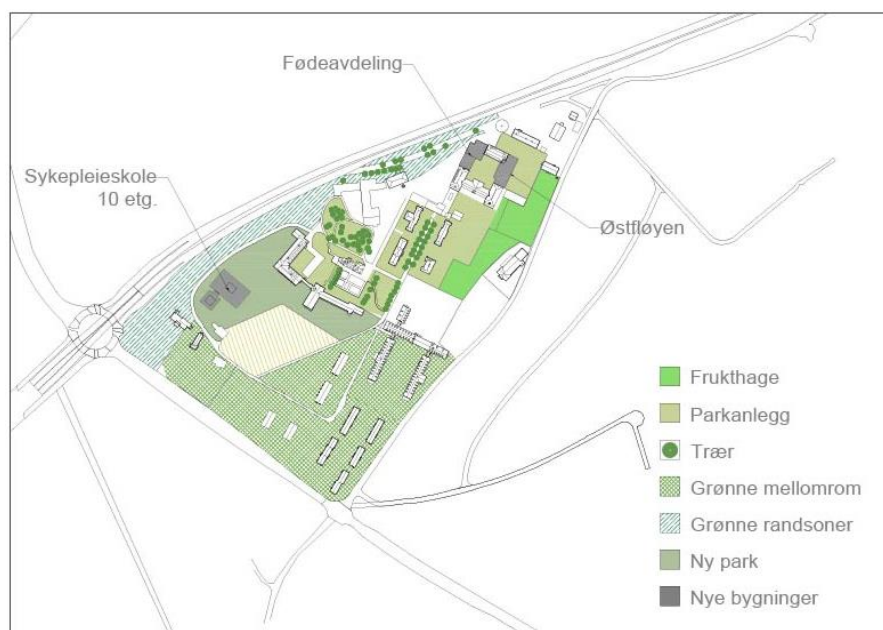 Fødeavdeling
Sykepleieskole
10 etg.
Østfløyen
Frukthage
Parkanlegg
Trær
Grønne mellomrom
Grønne randsoner
Ny park
Nye bygninger